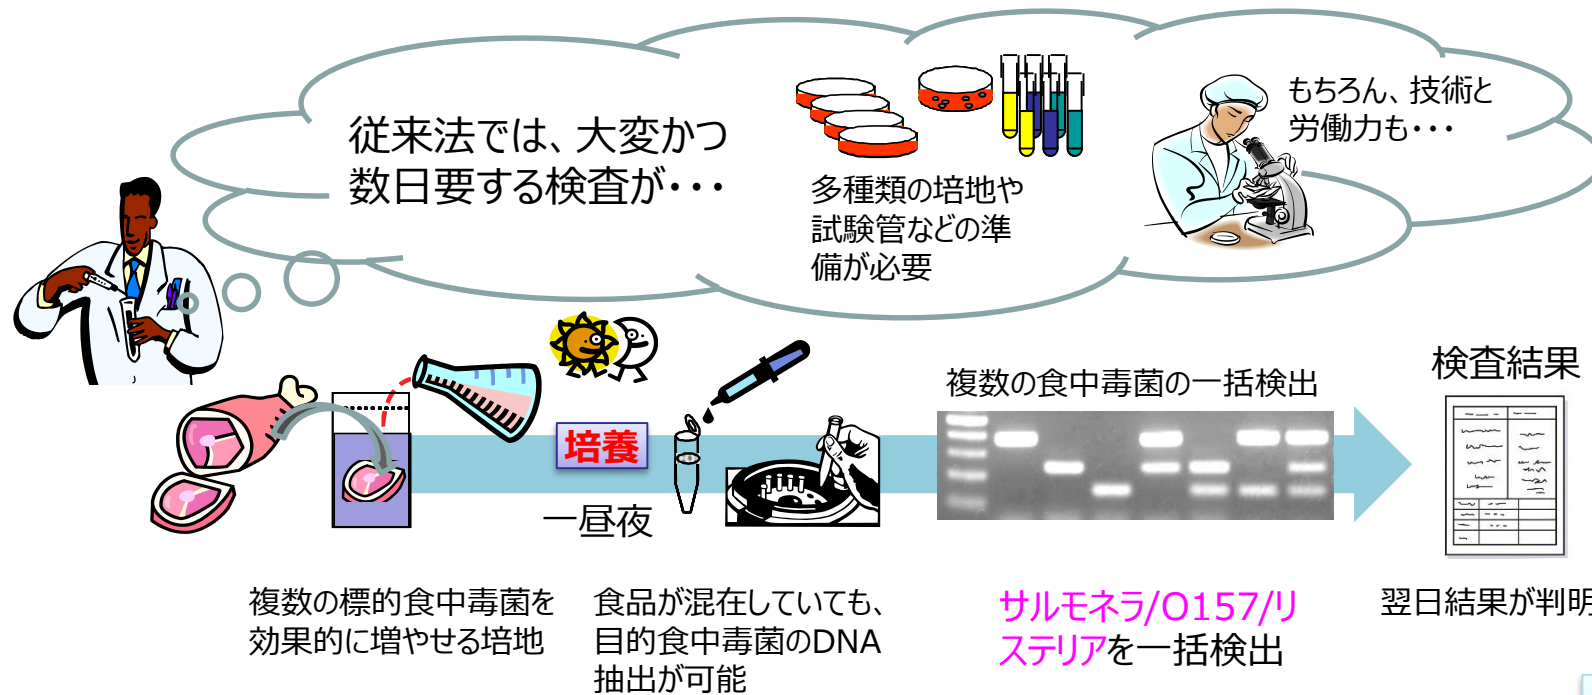 従来法では、大変かつ
数日要する検査が・・・
多種類の培地や
試験管などの準
備が必要
もちろん、技術と
労働力も・・・
培養
一昼夜
複数の食中毒菌の一括検出
検査結果
複数の標的食中毒菌を
効果的に増やせる培地
食品が混在していても、
目的食中毒菌のDNA
抽出が可能
サルモネラ/O157/リ
ステリアを一括検出
翌日結果が判明